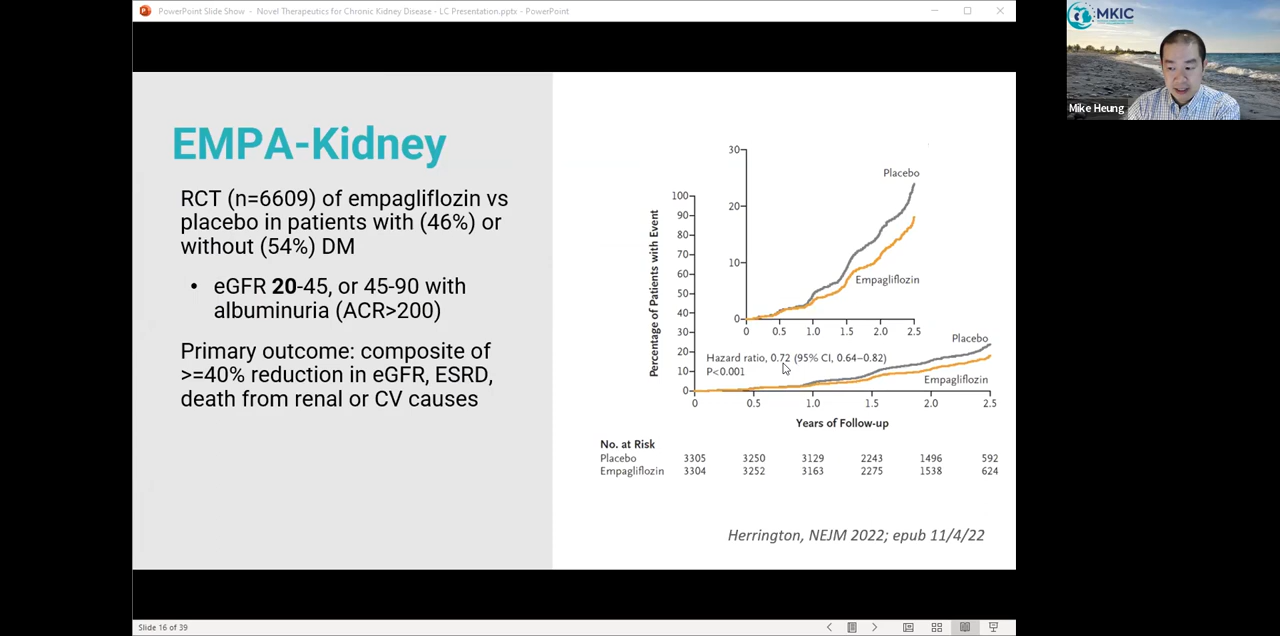 PowerPoint Slide Show - Novel Therapeutics for Chronic Kidney Disease - LC Presentation.pptx - PowerPoint
MKIC
Mike Heung
EMPA-Kidney
RCT (n=6609) of empagliflozin vs
placebo in patients with (46%) or
without (54%) DM
• eGFR 20-45, or 45-90 with
albuminuria (ACR>200)
Primary outcome: composite of
>=40% reduction in eGFR, ESRD,
death from renal or CV causes
Percentage of Patients with Event
100
90
80
70
60
50
40
30
20
10
0
30
20
10
0
Placebo
Empagliflozin
0 0.5 1.0 1.5 2.0 2.5
Hazard ratio, 0.72 (95% CI, 0.64–0.82)
P<0.001
Placebo
Empagliflozin
0 0.5 1.0 1.5 2.0 2.5
Years of Follow-up
No. at Risk
Placebo 3305 3250 3129 2243 1496 592
Empagliflozin 3304 3252 3163 2275 1538 624
Herrington, NEJM 2022; epub 11/4/22
Slide 16 of 39